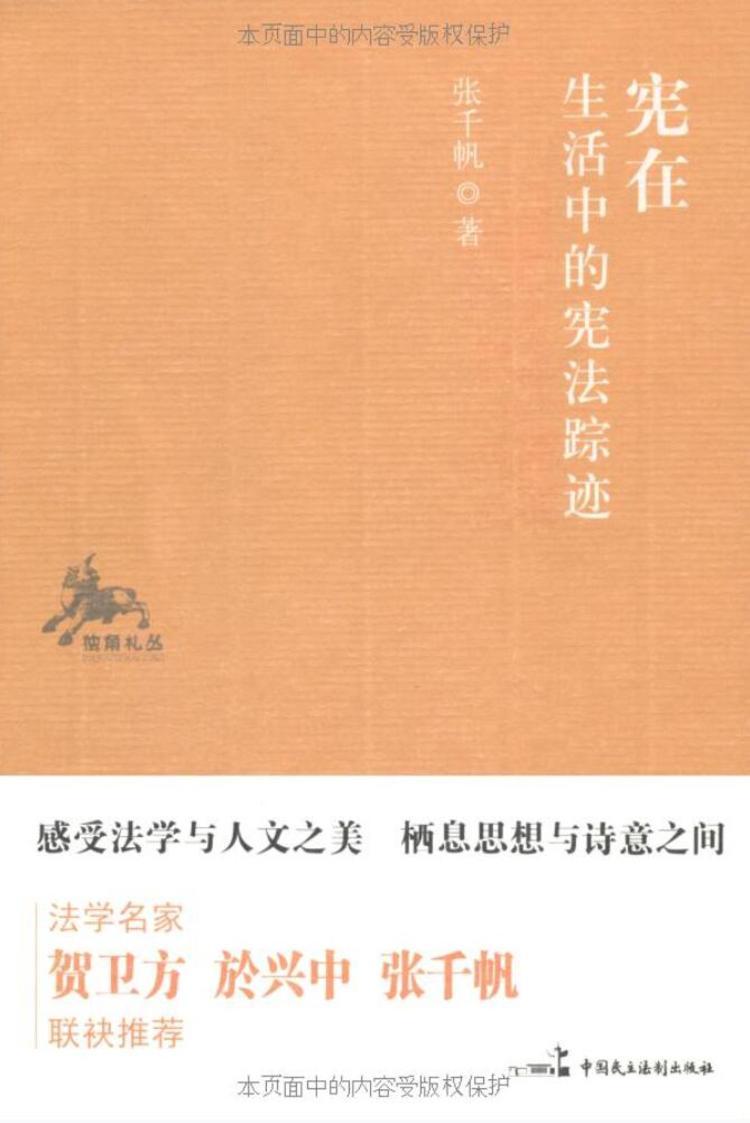 本页面中的内容受版权保护
宪在
生活中的宪法踪迹
张千帆◎著
独角札丛
感受法学与人文之美 栖息思想与诗意之间
法学名家
贺卫方 於兴中 张千帆
联袂推荐
中国民主法制出版社
本页面中的内容受版权保护